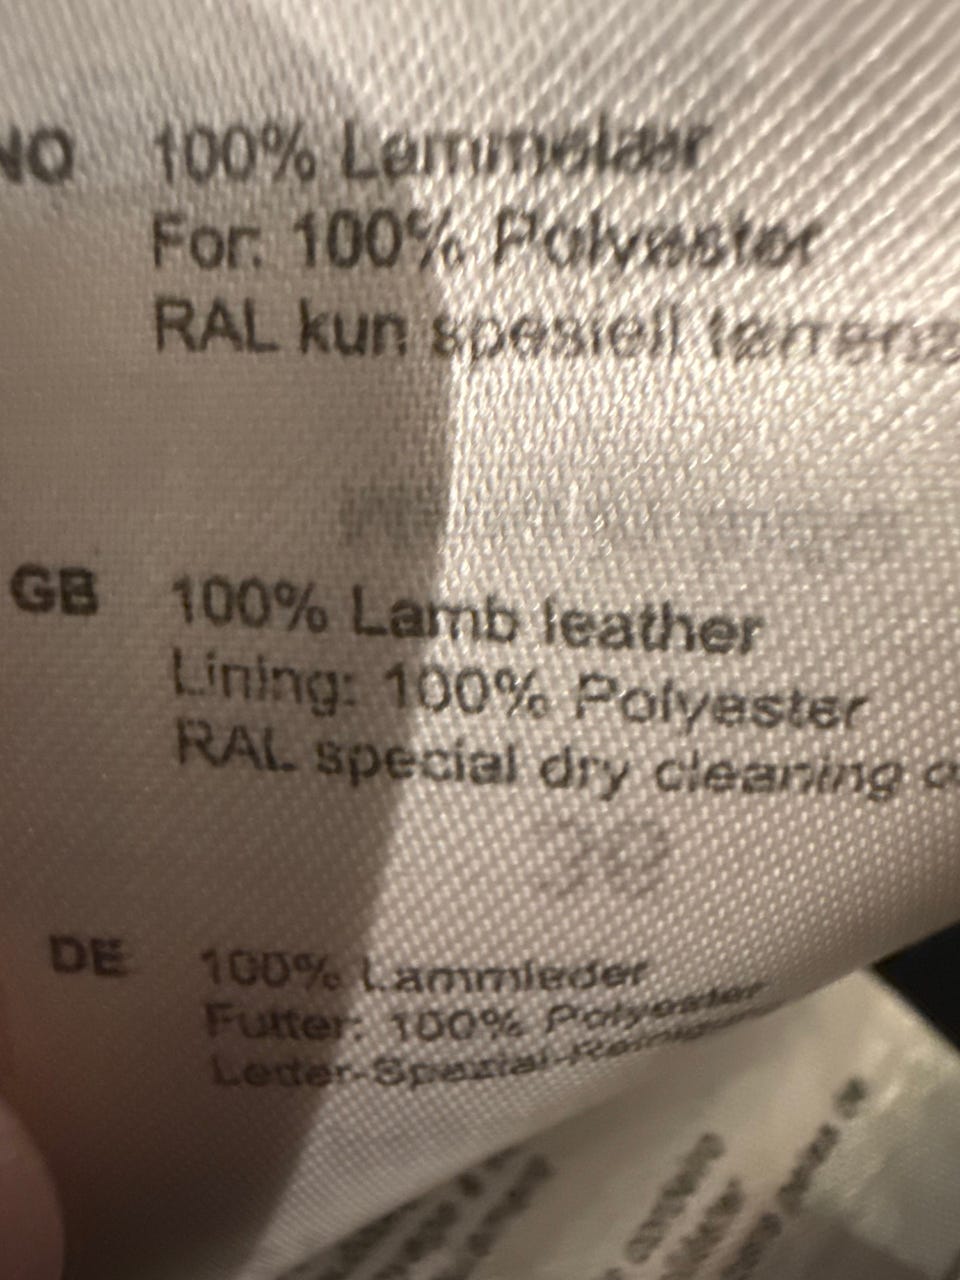 NO 100% Lammelær
For: 100% Polyester
RAL kun spesiell
GB 100% Lamb leather
Lining: 100% Polyester
RAL special dry cleaning
DE 100% Lammleder
Futter: 100% Polyester
Leder-Spezial-